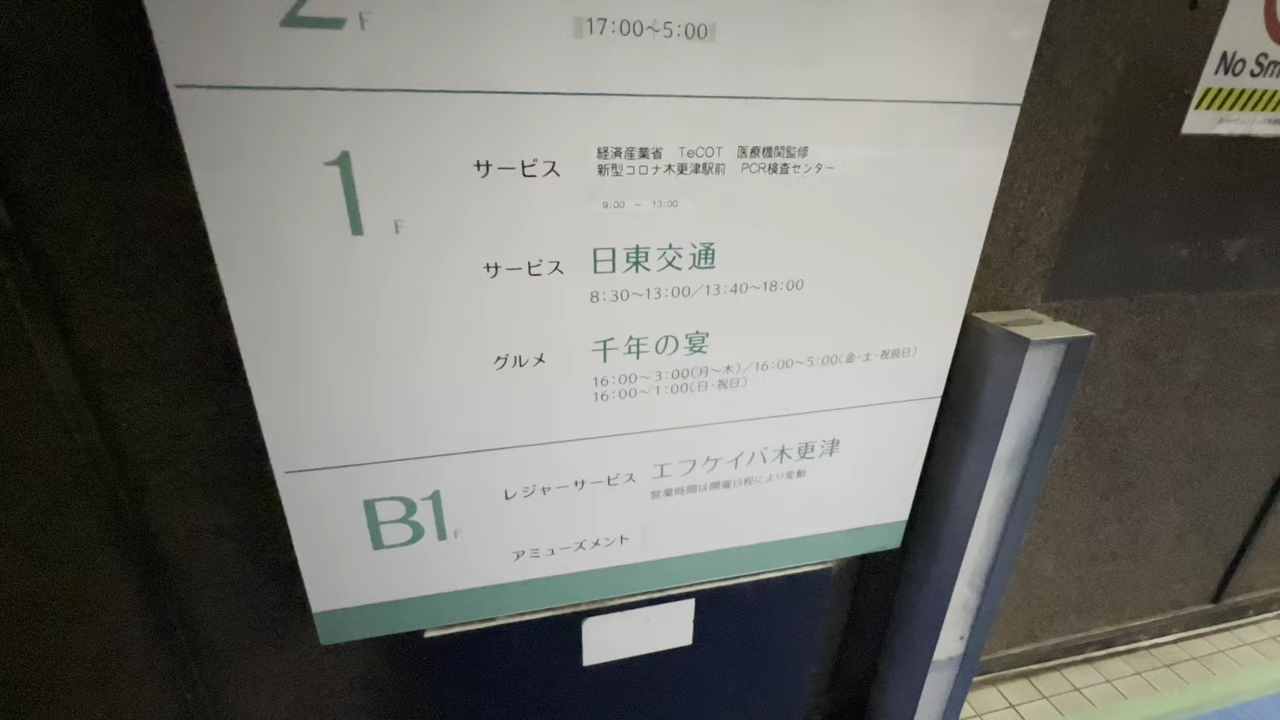 2F
17:00〜5:00
1F
サービス 経済産業省 TeCOT 医療機関監修
新型コロナ木更津駅前 PCR検査センター
9:00 − 13:00
サービス 日東交通
8:30〜13:00/13:40〜18:00
グルメ 千年の宴
16:00〜3:00(月〜木)/16:00〜5:00(金・土・祝前日)
16:00〜1:00(日・祝日)
B1F
レジャーサービス エフケイバ木更津
営業時間は開催日程により変動
アミューズメント
No Sm